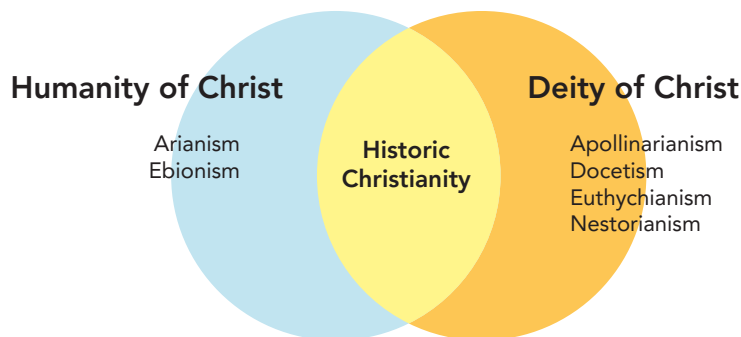 Humanity of Christ
Arianism
Ebionism
Historic
Christianity
Deity of Christ
Apollinarianism
Docetism
Euthychianism
Nestorianism